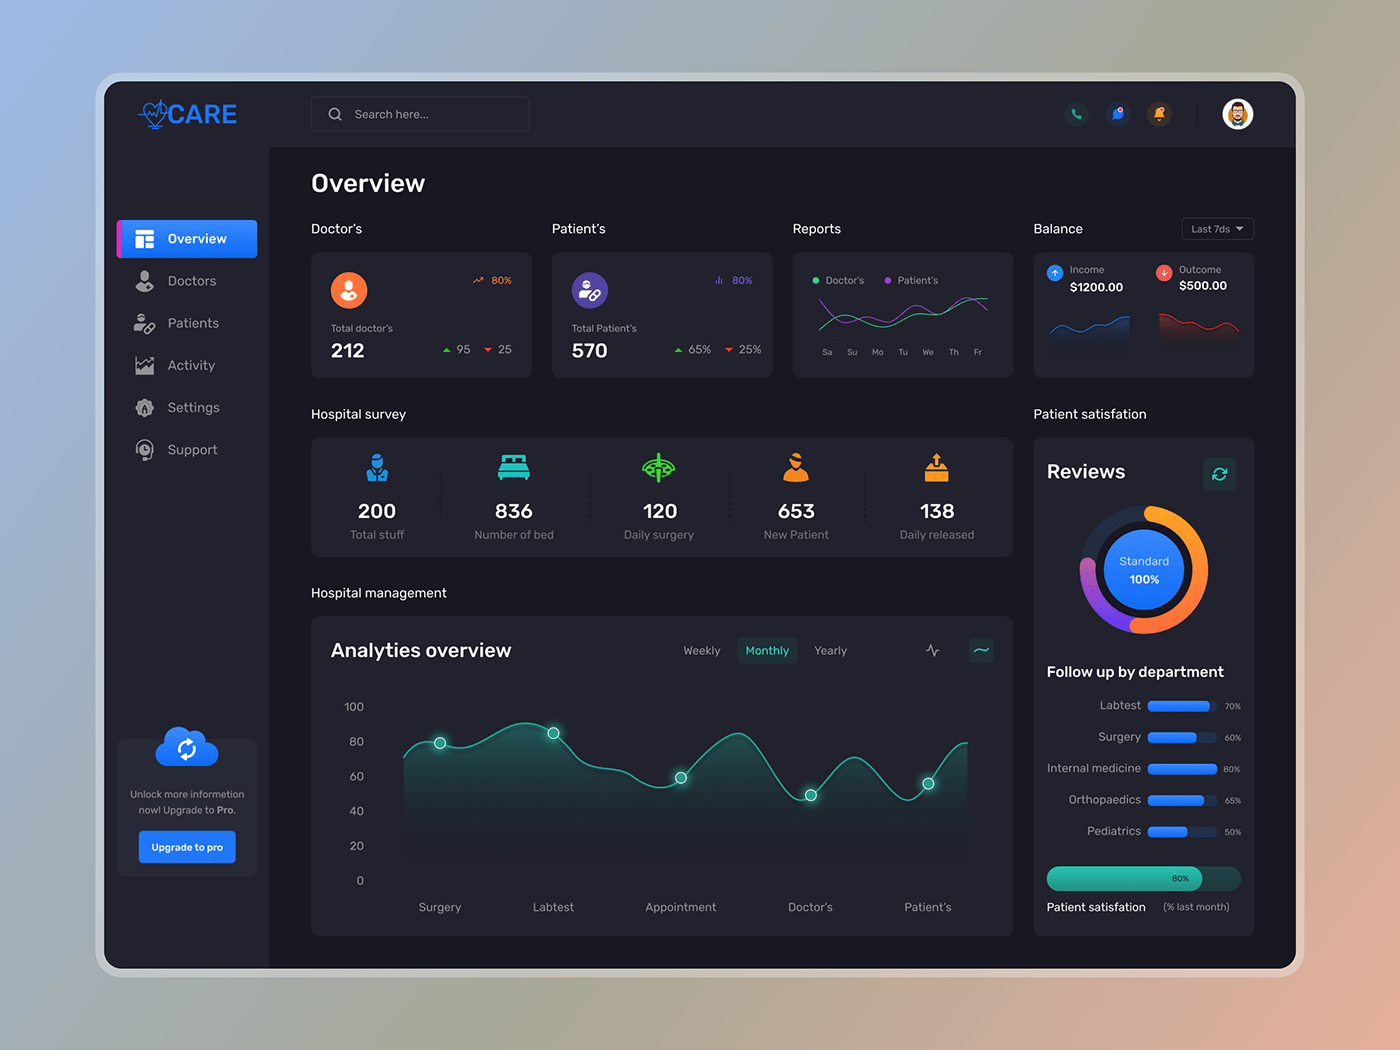 CARE
Search here...
Overview
Doctors
Patients
Activity
Settings
Support
Unlock more informetion
now! Upgrade to Pro.
Upgrade to pro
Overview
Doctor's
80%
Total doctor's
212
95
25
Patient's
80%
Total Patient's
570
65%
25%
Reports
Doctor's Patient's
Sa Su Mo Tu We Th Fr
Balance
Last 7ds
Income
$1200.00
Outcome
$500.00
Hospital survey
200
Total stuff
836
Number of bed
120
Daily surgery
653
New Patient
138
Daily released
Hospital management
Analyties overview
Weekly Monthly Yearly
100
80
60
40
20
0
Surgery Labtest Appointment Doctor's Patient's
Patient satisfation
Reviews
Standard
100%
Follow up by department
Labtest 70%
Surgery 60%
Internal medicine 80%
Orthopaedics 65%
Pediatrics 50%
80%
Patient satisfation (% last month)